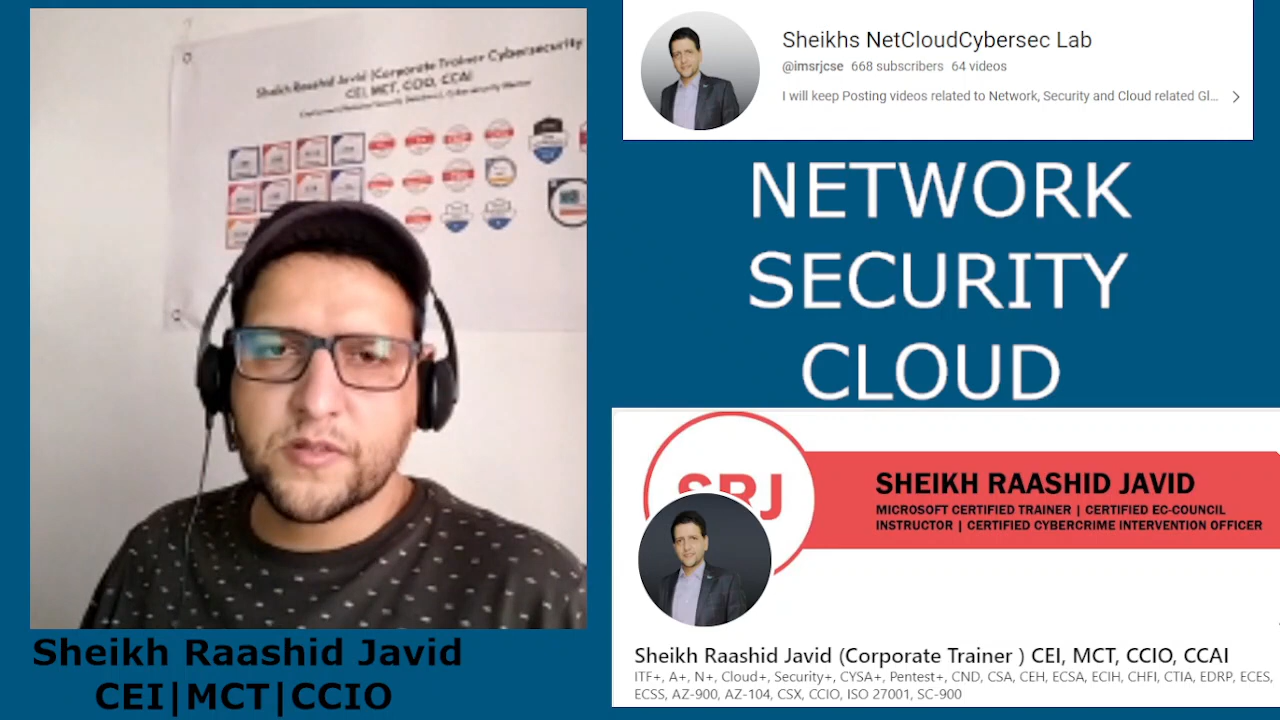 Sheikh Raashid Javid (Corporate Trainer Cybersecurity
CEI, MCT, CCIO, CCAI
Sheikh Raashid Javid
CEI|MCT|CCIO
Sheikhs NetCloudCybersec Lab
@imsrjcse 668 subscribers 64 videos
I will keep Posting videos related to Network, Security and Cloud related Gl...
NETWORK
SECURITY
CLOUD
SRJ
SHEIKH RAASHID JAVID
MICROSOFT CERTIFIED TRAINER | CERTIFIED EC-COUNCIL
INSTRUCTOR | CERTIFIED CYBERCRIME INTERVENTION OFFICER
Sheikh Raashid Javid (Corporate Trainer ) CEI, MCT, CCIO, CCAI
ITF+, A+, N+, Cloud+, Security+, CYSA+, Pentest+, CND, CSA, CEH, ECSA, ECIH, CHFI, CTIA, EDRP, ECES,
ECSS, AZ-900, AZ-104, CSX, CCIO, ISO 27001, SC-900